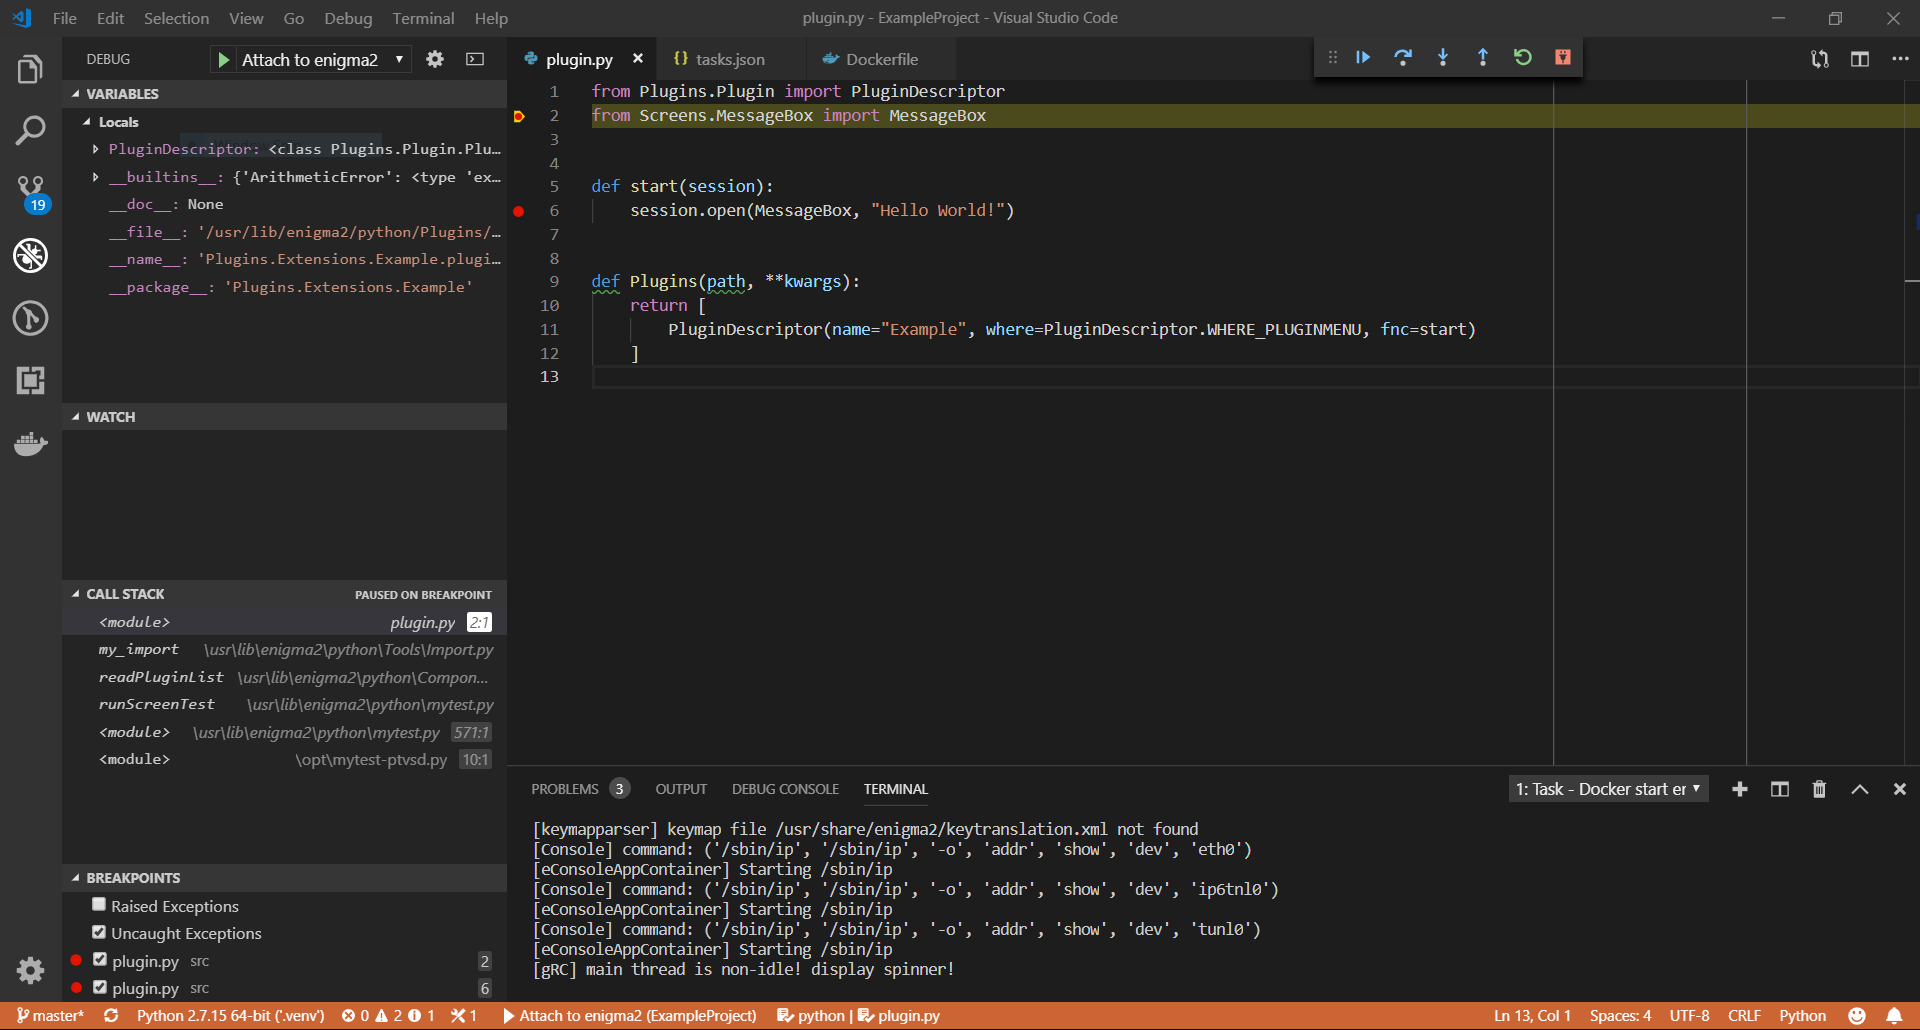 File Edit Selection View Go Debug Terminal Help
plugin.py - ExampleProject - Visual Studio Code
DEBUG
Attach to enigma2
plugin.py
tasks.json
Dockerfile
VARIABLES
Locals
PluginDescriptor: <class Plugins.Plugin.Plu...
__builtins__: {'ArithmeticError': <type 'ex...
__doc__: None
__file__: '/usr/lib/enigma2/python/Plugins/...
__name__: 'Plugins.Extensions.Example.plugi...
__package__: 'Plugins.Extensions.Example'
19
WATCH
CALL STACK PAUSED ON BREAKPOINT
<module> plugin.py 2:1
my_import \usr\lib\enigma2\python\Tools\Import.py
readPluginList \usr\lib\enigma2\python\Compon...
runScreenTest \usr\lib\enigma2\python\mytest.py
<module> \usr\lib\enigma2\python\mytest.py 571:1
<module> \opt\mytest-ptvsd.py 10:1
BREAKPOINTS
Raised Exceptions
Uncaught Exceptions
plugin.py src 2
plugin.py src 6
1 from Plugins.Plugin import PluginDescriptor
2 from Screens.MessageBox import MessageBox
3
4
5 def start(session):
6 session.open(MessageBox, "Hello World!")
7
8
9 def Plugins(path, **kwargs):
10 return [
11 PluginDescriptor(name="Example", where=PluginDescriptor.WHERE_PLUGINMENU, fnc=start)
12 ]
13
PROBLEMS 3 OUTPUT DEBUG CONSOLE TERMINAL
1: Task - Docker start er
[keymapparser] keymap file /usr/share/enigma2/keytranslation.xml not found
[Console] command: ('/sbin/ip', '/sbin/ip', '-o', 'addr', 'show', 'dev', 'eth0')
[eConsoleAppContainer] Starting /sbin/ip
[Console] command: ('/sbin/ip', '/sbin/ip', '-o', 'addr', 'show', 'dev', 'ip6tnl0')
[eConsoleAppContainer] Starting /sbin/ip
[Console] command: ('/sbin/ip', '/sbin/ip', '-o', 'addr', 'show', 'dev', 'tunl0')
[eConsoleAppContainer] Starting /sbin/ip
[gRC] main thread is non-idle! display spinner!
master* Python 2.7.15 64-bit ('.venv') 0 2 1 1 Attach to enigma2 (ExampleProject) python | plugin.py Ln 13, Col 1 Spaces: 4 UTF-8 CRLF Python